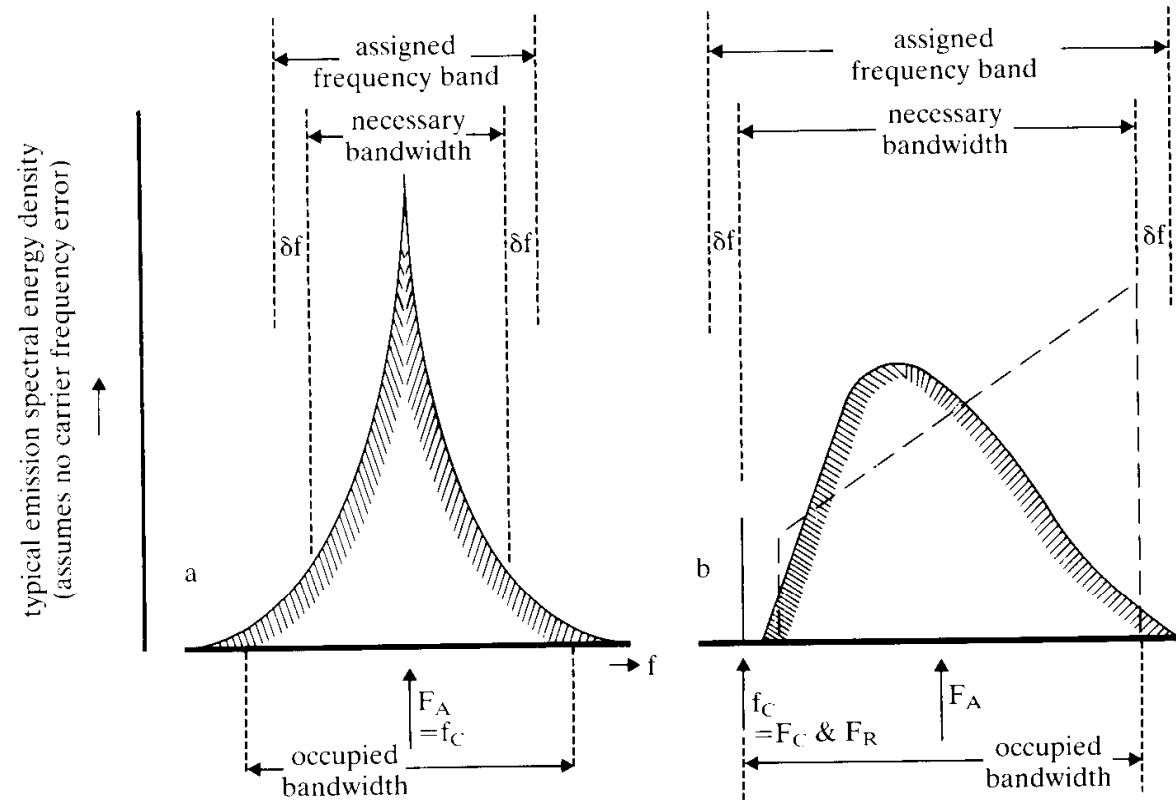 typical emission spectral energy density
(assumes no carrier frequency error)
assigned
frequency band
necessary
bandwidth
δf
δf
a
f
F_A
=f_C
occupied
bandwidth
assigned
frequency band
necessary
bandwidth
δf
δf
b
f_C
=F_C & F_R
F_A
occupied
bandwidth